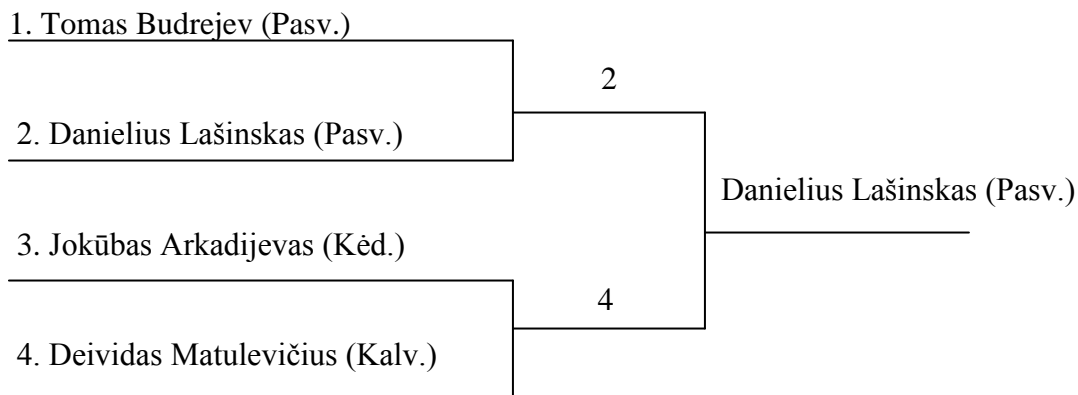 1. Tomas Budrejev (Pasv.)
2
2. Danielius Lašinskas (Pasv.)
Danielius Lašinskas (Pasv.)
3. Jokūbas Arkadijevas (Kėd.)
4
4. Deividas Matulevičius (Kalv.)